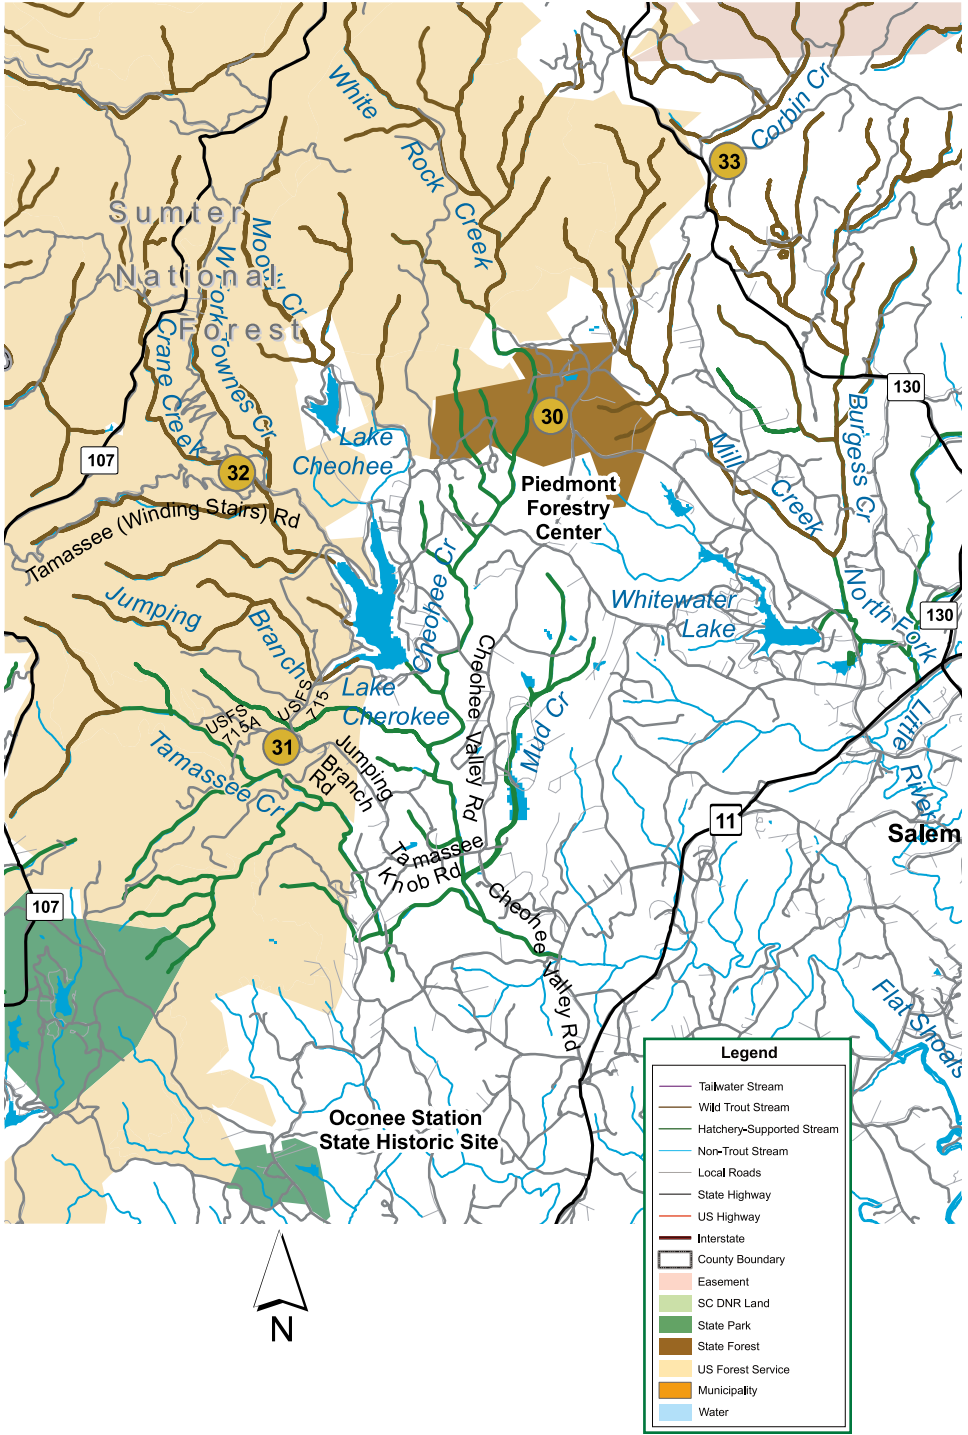 White
Rock
Creek
Corbin Cr
33
Sumter
National
Forest
Moody Cr
W Fork Townes Cr
Crane Creek
107
32
Tamassee (Winding Stairs) Rd
Lake
Cheohee
30
Piedmont
Forestry
Center
Mill
Creek
Burgess Cr
130
North Fork
130
Whitewater
Lake
Jumping
Branch
Cheohee Cr
Cheohee Valley Rd
Lake
Cherokee
USFS
715
USFS
715A
31
Tamassee Cr
Jumping
Branch
Rd
Mud Cr
Little
River
11
Salem
Tamassee
Knob Rd
Cheohee Valley Rd
107
Flat Shoals
Oconee Station
State Historic Site
N
Legend
Tailwater Stream
Wild Trout Stream
Hatchery-Supported Stream
Non-Trout Stream
Local Roads
State Highway
US Highway
Interstate
County Boundary
Easement
SC DNR Land
State Park
State Forest
US Forest Service
Municipality
Water